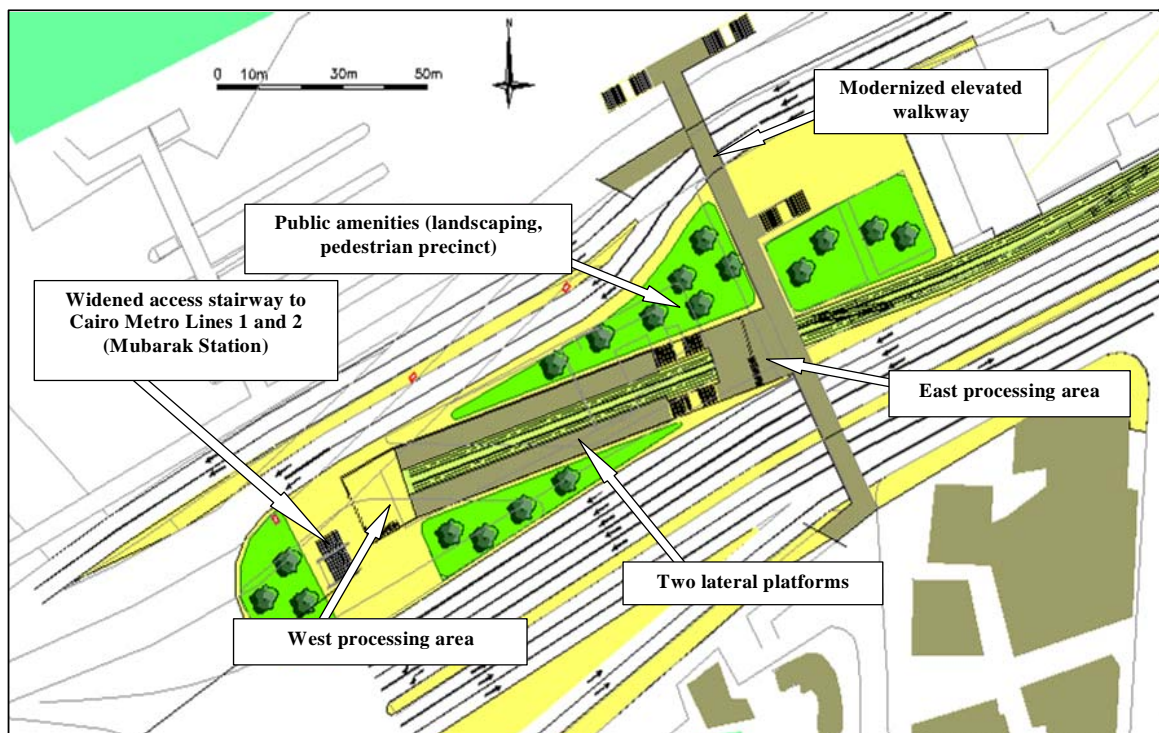 N
0 10m 30m 50m
Modernized elevated
walkway
Public amenities (landscaping,
pedestrian precinct)
Widened access stairway to
Cairo Metro Lines 1 and 2
(Mubarak Station)
East processing area
Two lateral platforms
West processing area